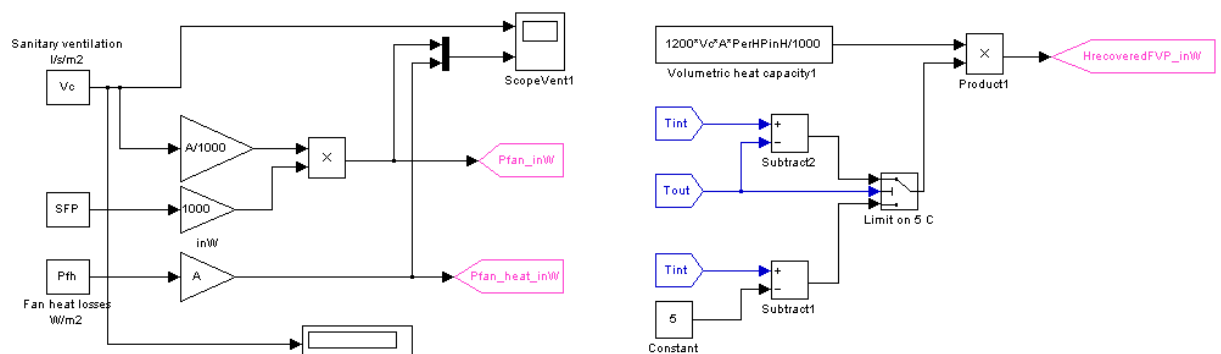 Sanitary ventilation
l/s/m2
Vc
ScopeVent1
A/1000
×
Pfan_inW
SFP
1000
inW
Pfh
A
Pfan_heat_inW
Fan heat losses
W/m2
1200*Vc*A*PerHPinH/1000
Volumetric heat capacity1
×
Product1
HrecoveredFVP_inW
Tint
+
−
Subtract2
Tout
Limit on 5 C
Tint
+
−
Subtract1
5
Constant